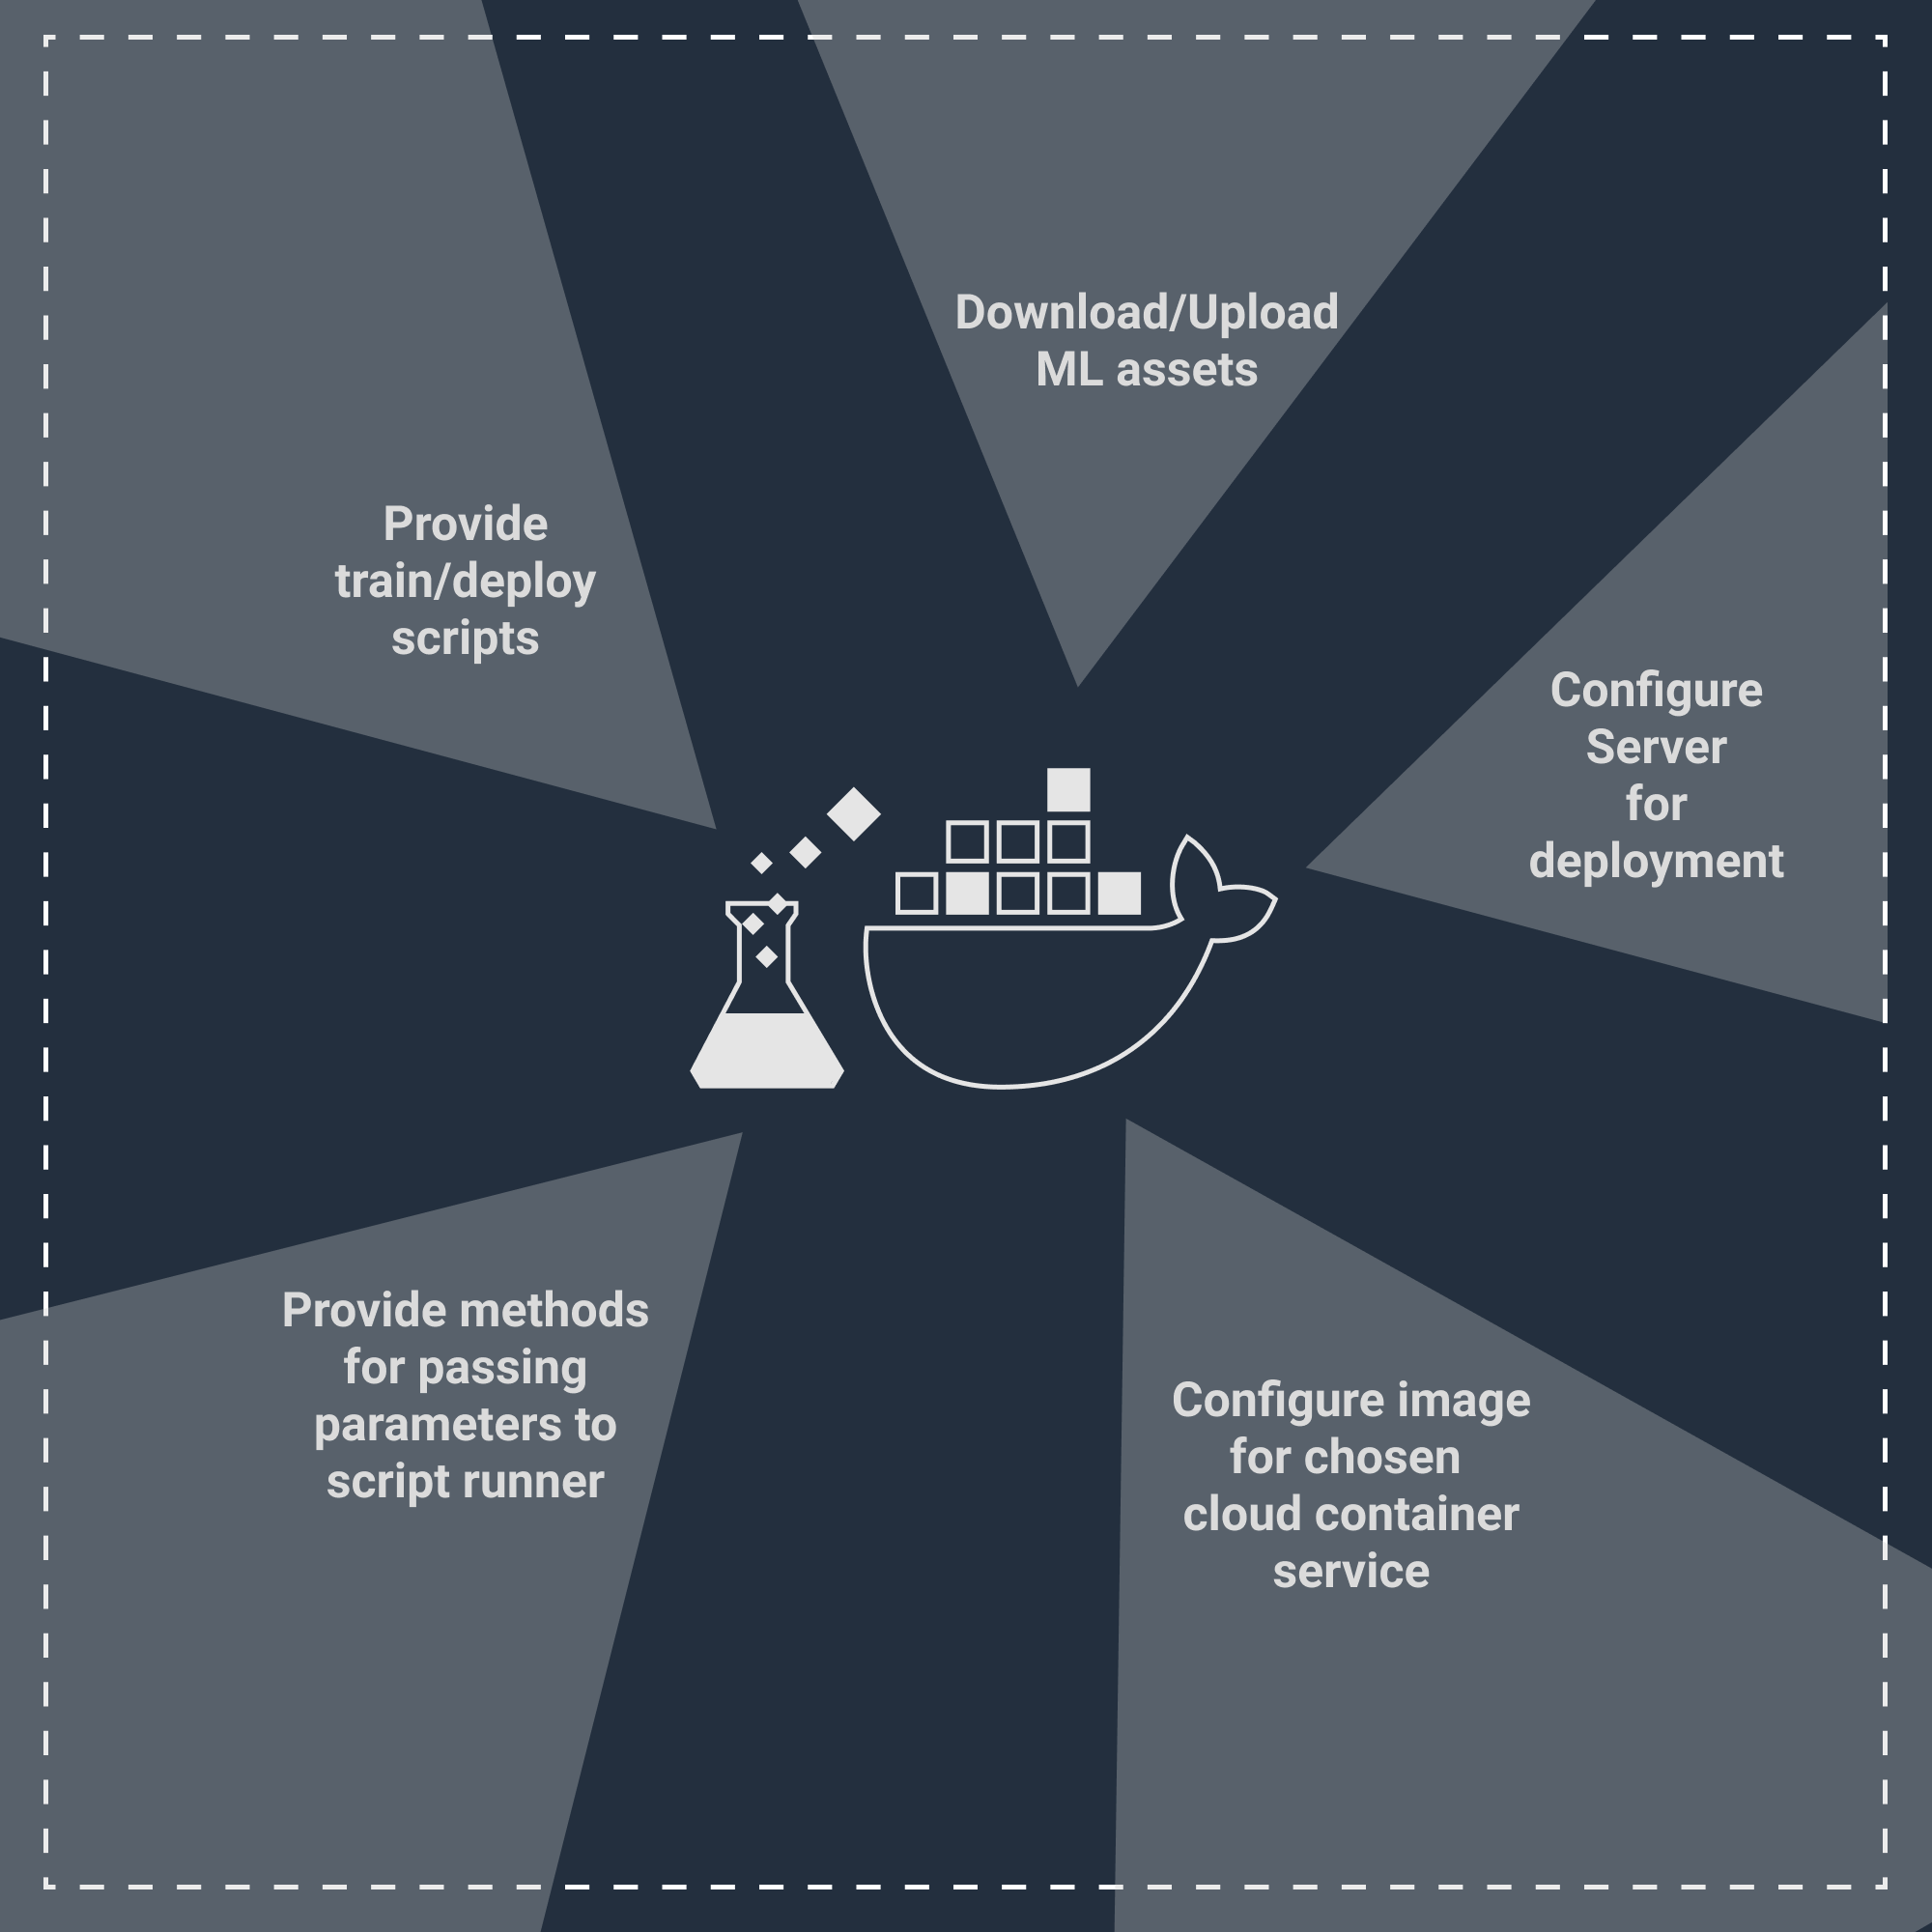 Download/Upload
ML assets
Provide
train/deploy
scripts
Configure
Server
for
deployment
Provide methods
for passing
parameters to
script runner
Configure image
for chosen
cloud container
service